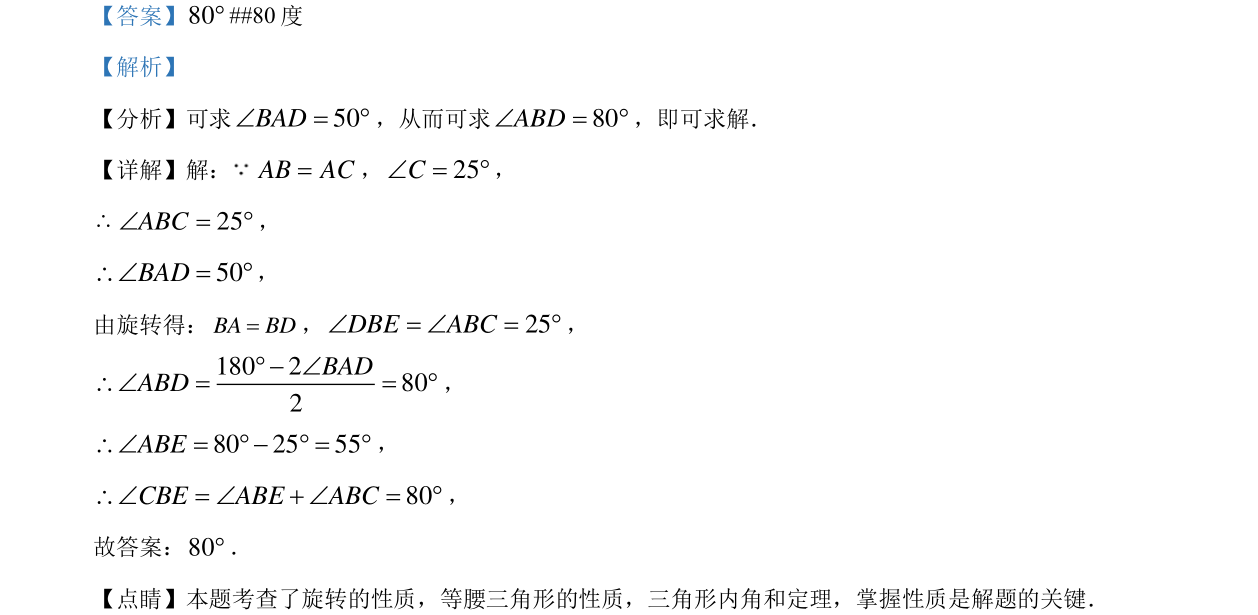 【答案】80°##80度
【解析】
【分析】可求∠BAD=50°，从而可求∠ABD=80°，即可求解．
【详解】解：∵ AB=AC，∠C=25°，
∴∠ABC=25°，
∴∠BAD=50°，
由旋转得：BA=BD，∠DBE=∠ABC=25°，
∴∠ABD=\frac{180°-2∠BAD}{2}=80°，
∴∠ABE=80°-25°=55°，
∴∠CBE=∠ABE+∠ABC=80°，
故答案：80°．
【点睛】本题考查了旋转的性质，等腰三角形的性质，三角形内角和定理，掌握性质是解题的关键．